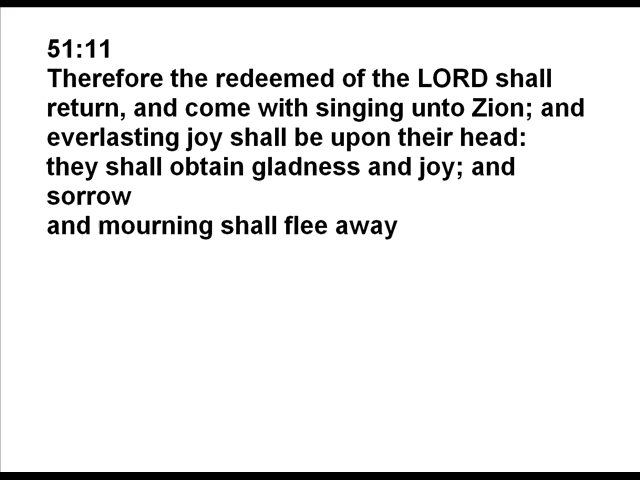 51:11
Therefore the redeemed of the LORD shall
return, and come with singing unto Zion; and
everlasting joy shall be upon their head:
they shall obtain gladness and joy; and
sorrow
and mourning shall flee away